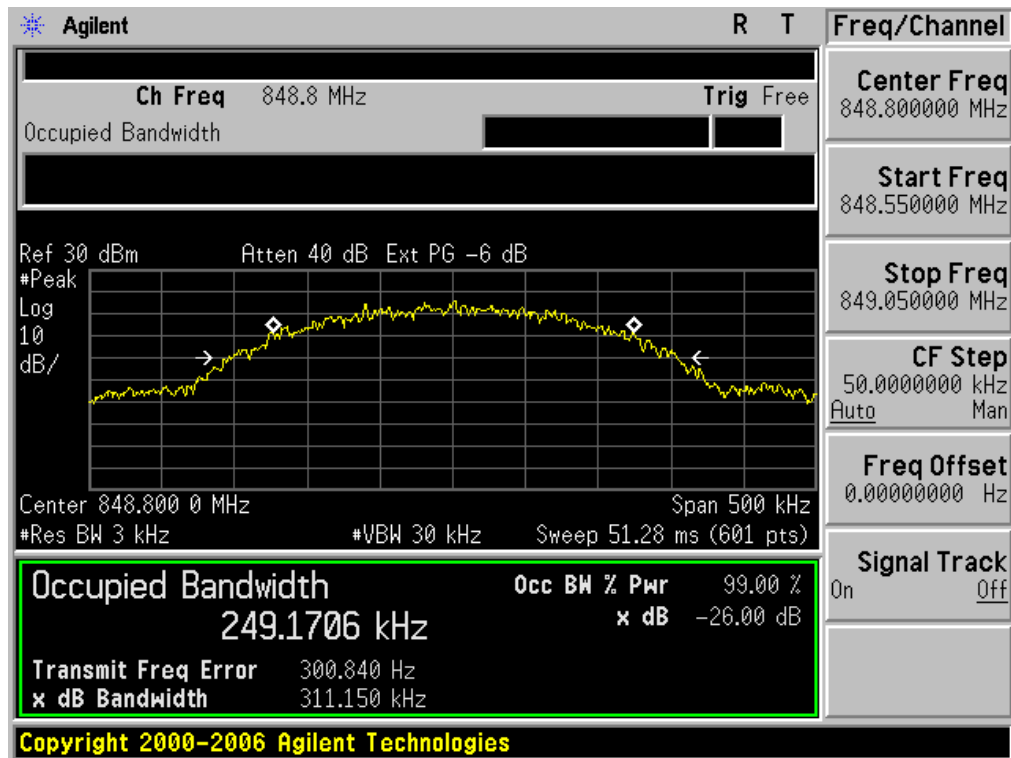 Agilent R T Freq/Channel
Ch Freq 848.8 MHz Trig Free
Occupied Bandwidth
Center Freq
848.800000 MHz
Start Freq
848.550000 MHz
Stop Freq
849.050000 MHz
CF Step
50.0000000 kHz
Auto Man
Freq Offset
0.00000000 Hz
Signal Track
On Off
Ref 30 dBm Atten 40 dB Ext PG -6 dB
#Peak
Log
10
dB/
Center 848.800 0 MHz Span 500 kHz
#Res BW 3 kHz #VBW 30 kHz Sweep 51.28 ms (601 pts)
Occupied Bandwidth Occ BW % Pwr 99.00 %
249.1706 kHz x dB -26.00 dB
Transmit Freq Error 300.840 Hz
x dB Bandwidth 311.150 kHz
Copyright 2000-2006 Agilent Technologies